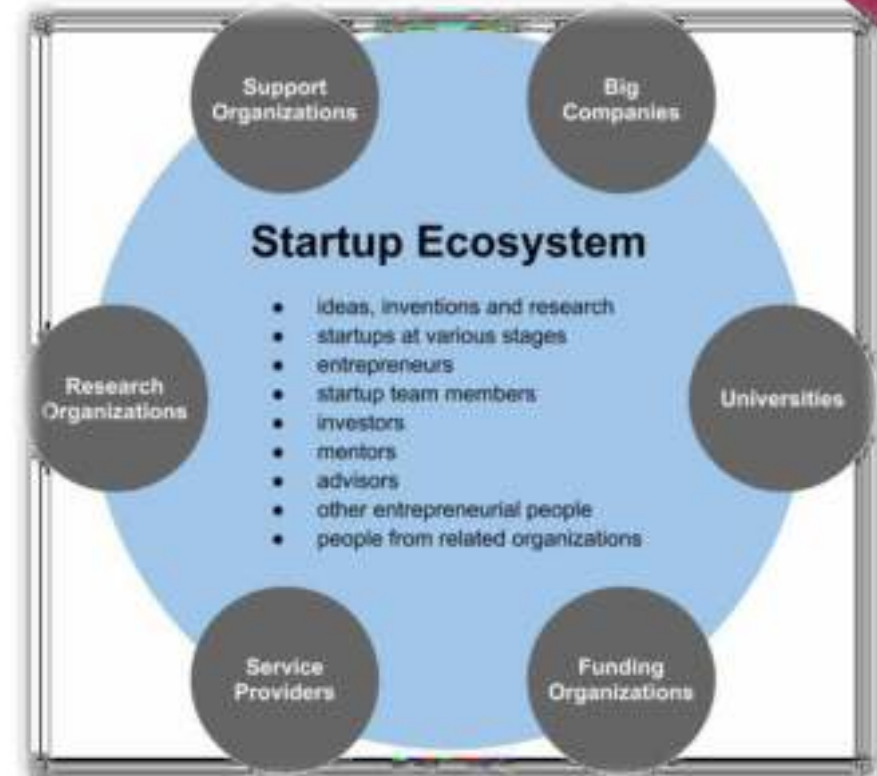 Support
Organizations
Big
Companies
Startup Ecosystem
● ideas, inventions and research
● startups at various stages
● entrepreneurs
● startup team members
● investors
● mentors
● advisors
● other entrepreneurial people
● people from related organizations
Research
Organizations
Universities
Service
Providers
Funding
Organizations